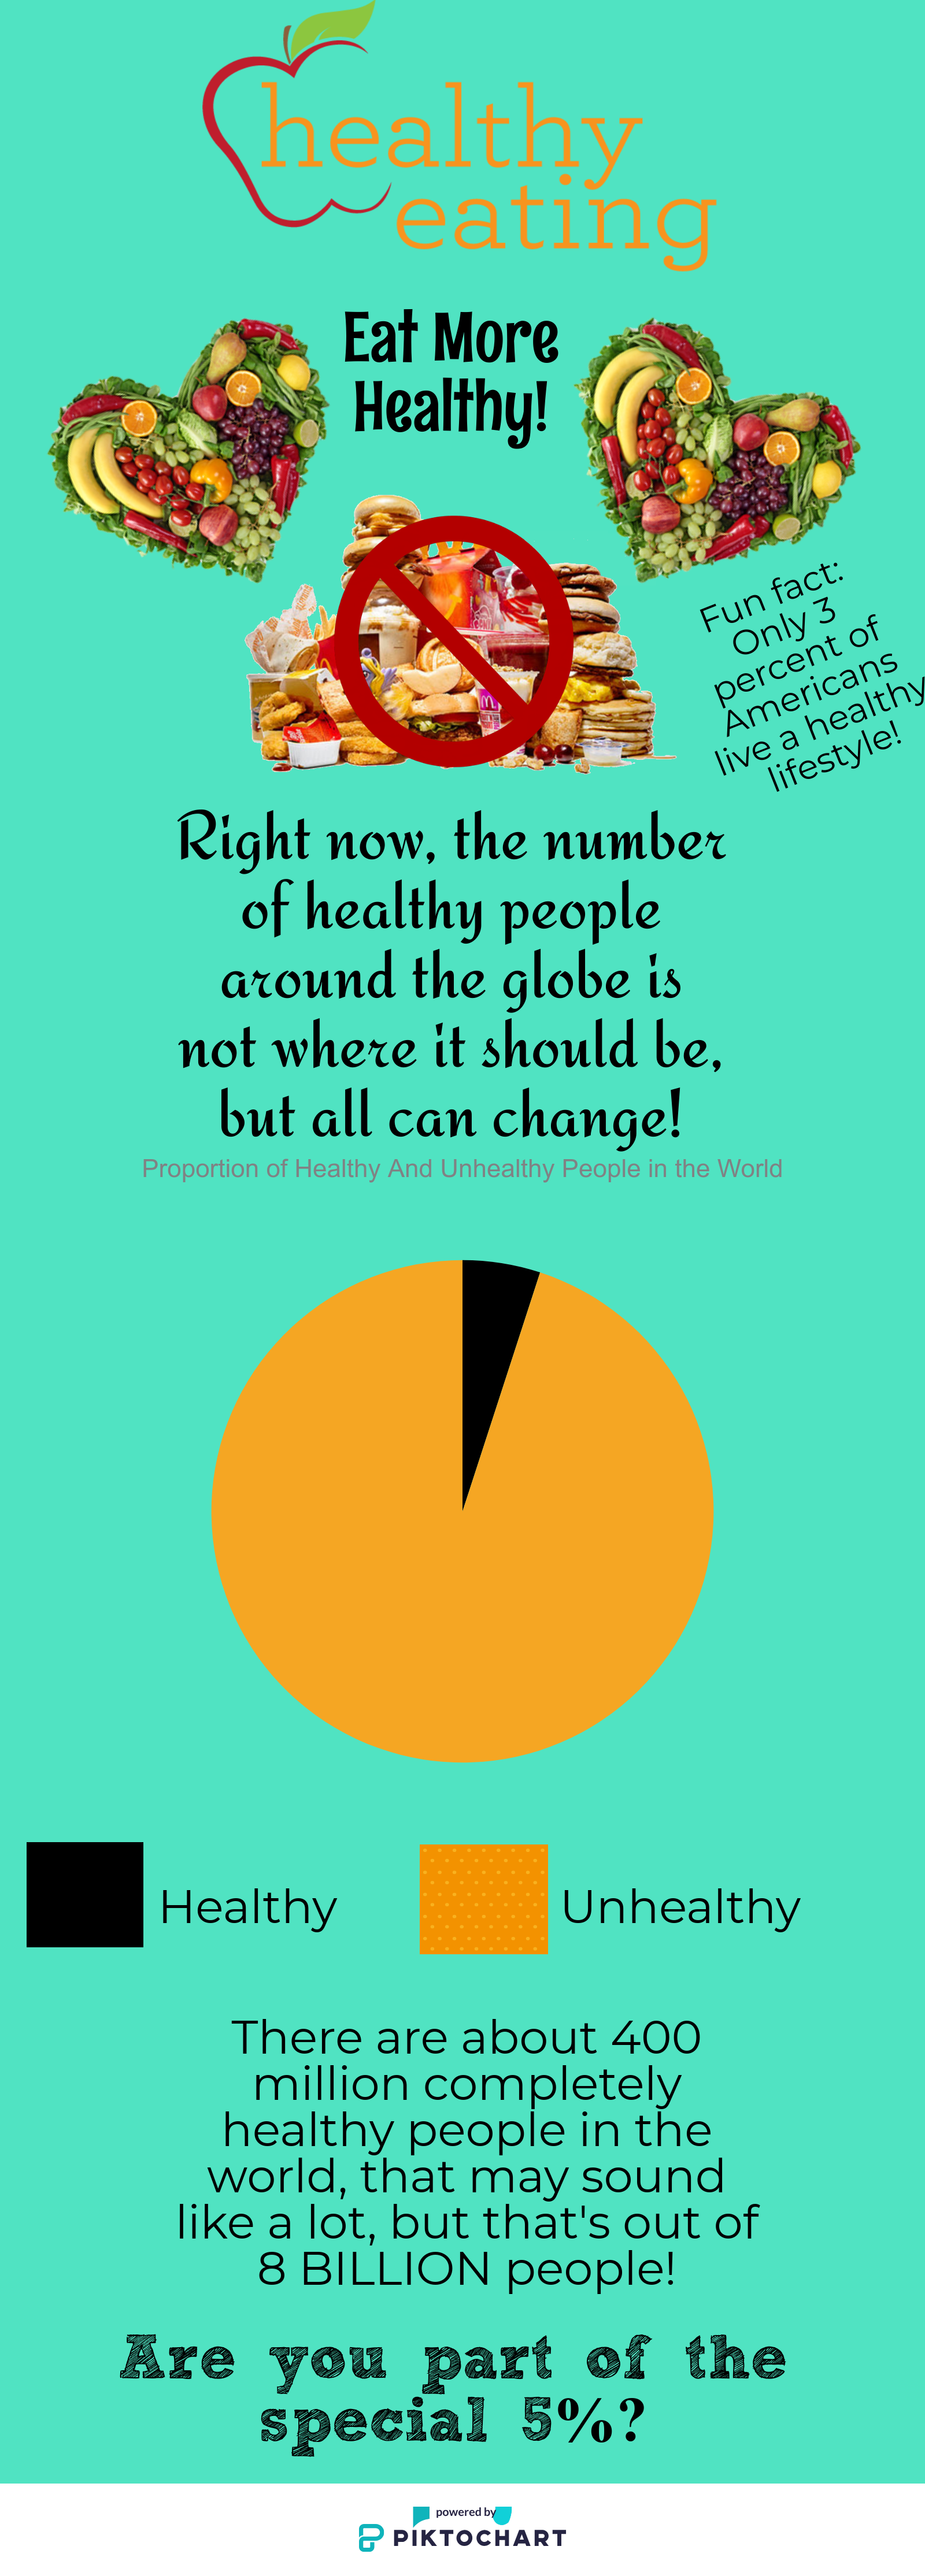 healthy
eating
Eat More
Healthy!
Fun fact:
Only 3
percent of
Americans
live a healthy
lifestyle!
Right now, the number
of healthy people
around the globe is
not where it should be,
but all can change!
Proportion of Healthy And Unhealthy People in the World
Healthy
Unhealthy
There are about 400
million completely
healthy people in the
world, that may sound
like a lot, but that's out of
8 BILLION people!
Are you part of the
special 5%?
powered by
PIKTOCHART